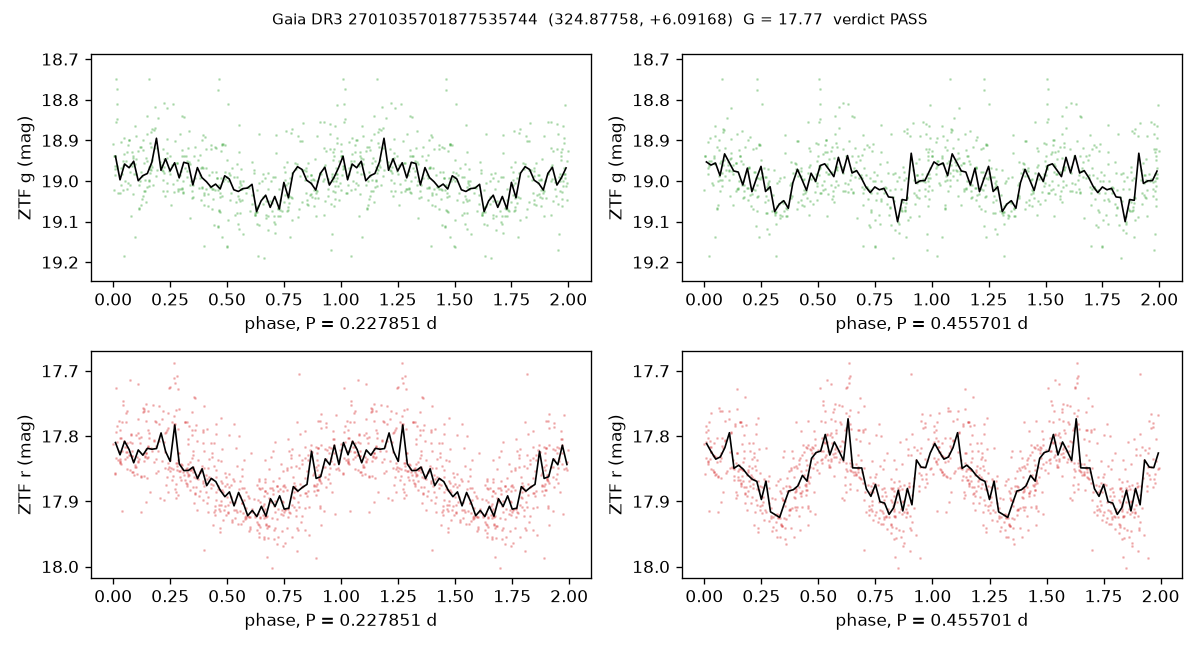 Gaia DR3 2701035701877535744 (324.87758, +6.09168) G = 17.77 verdict PASS
ZTF g (mag)
18.7
18.8
18.9
19.0
19.1
19.2
0.00 0.25 0.50 0.75 1.00 1.25 1.50 1.75 2.00
phase, P = 0.227851 d
0.00 0.25 0.50 0.75 1.00 1.25 1.50 1.75 2.00
phase, P = 0.455701 d
ZTF g (mag)
18.7
18.8
18.9
19.0
19.1
19.2
ZTF r (mag)
17.7
17.8
17.9
18.0
0.00 0.25 0.50 0.75 1.00 1.25 1.50 1.75 2.00
phase, P = 0.227851 d
ZTF r (mag)
17.7
17.8
17.9
18.0
0.00 0.25 0.50 0.75 1.00 1.25 1.50 1.75 2.00
phase, P = 0.455701 d